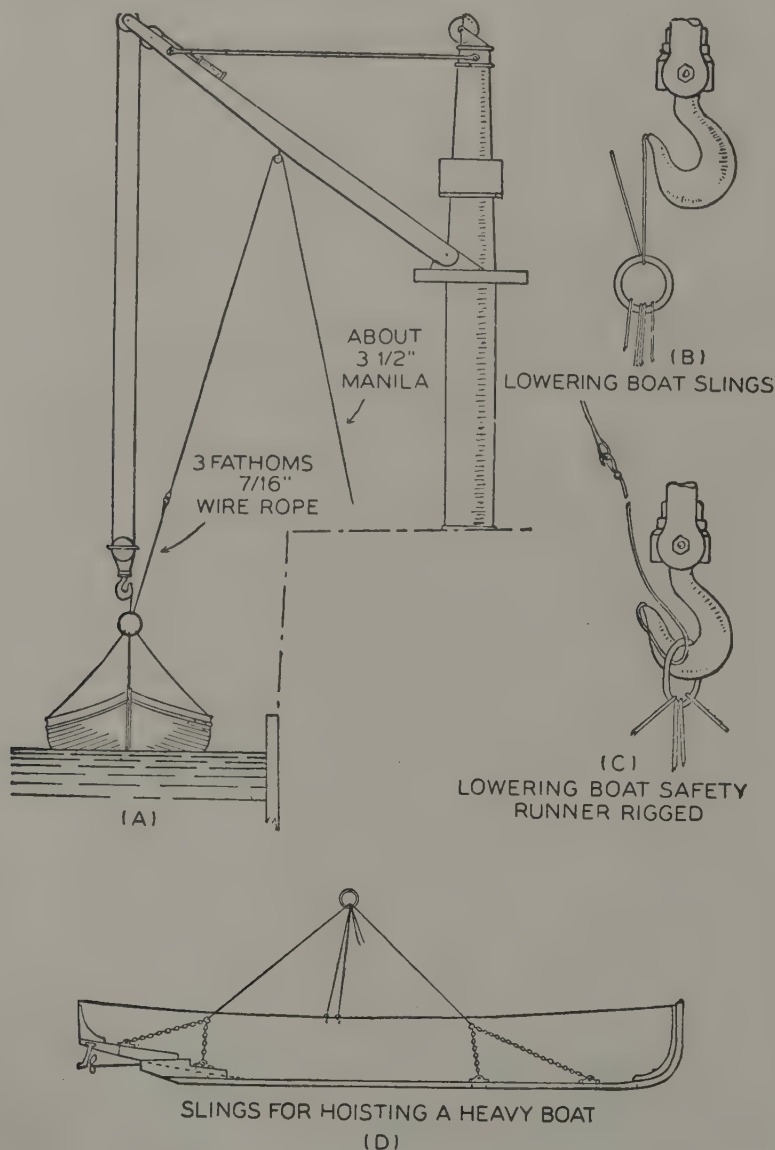 ABOUT
3 1/2"
MANILA
3 FATHOMS
7/16"
WIRE ROPE
(A)
(B)
LOWERING BOAT SLINGS
(C)
LOWERING BOAT SAFETY
RUNNER RIGGED
SLINGS FOR HOISTING A HEAVY BOAT
(D)